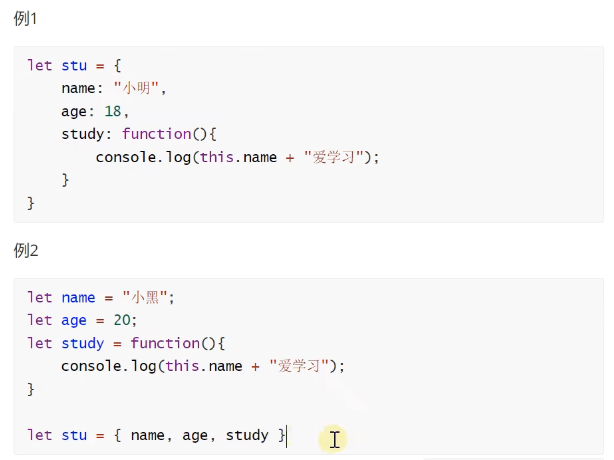 例1
let stu = {
    name: "小明",
    age: 18,
    study: function(){
        console.log(this.name + "爱学习");
    }
}
例2
let name = "小黑";
let age = 20;
let study = function(){
    console.log(this.name + "爱学习");
}
let stu = { name, age, study }